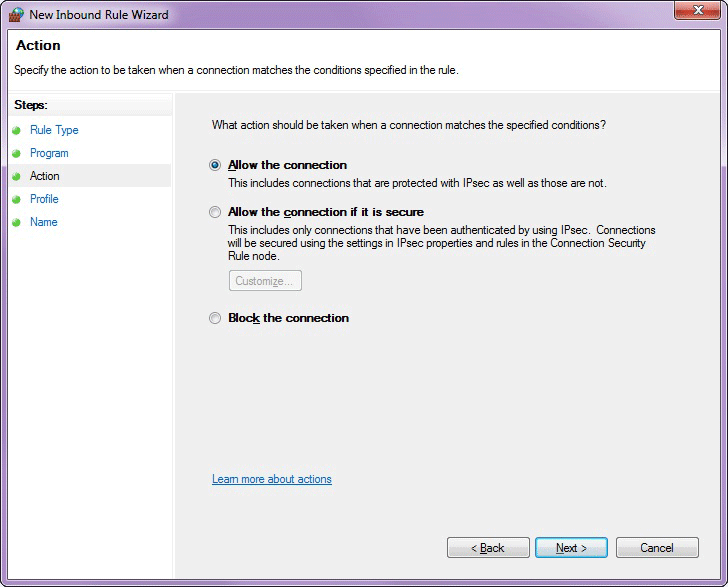 New Inbound Rule Wizard
Action
Specify the action to be taken when a connection matches the conditions specified in the rule.
Steps:
Rule Type
Program
Action
Profile
Name
What action should be taken when a connection matches the specified conditions?
Allow the connection
This includes connections that are protected with IPsec as well as those are not.
Allow the connection if it is secure
This includes only connections that have been authenticated by using IPsec. Connections
will be secured using the settings in IPsec properties and rules in the Connection Security
Rule node.
Customize...
Block the connection
Learn more about actions
< Back
Next >
Cancel